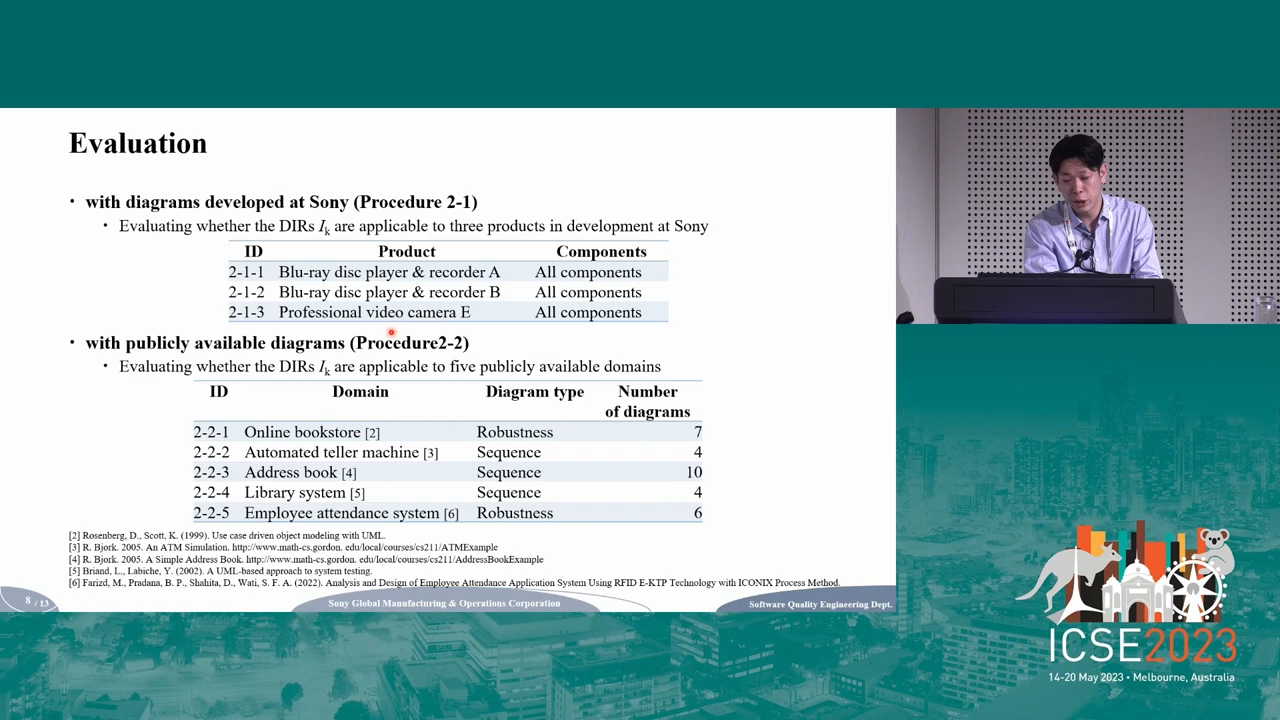 Evaluation
• with diagrams developed at Sony (Procedure 2-1)
• Evaluating whether the DIRs Ik are applicable to three products in development at Sony
ID Product Components
2-1-1 Blu-ray disc player & recorder A All components
2-1-2 Blu-ray disc player & recorder B All components
2-1-3 Professional video camera E All components
• with publicly available diagrams (Procedure2-2)
• Evaluating whether the DIRs Ik are applicable to five publicly available domains
ID Domain Diagram type Number
of diagrams
2-2-1 Online bookstore [2] Robustness 7
2-2-2 Automated teller machine [3] Sequence 4
2-2-3 Address book [4] Sequence 10
2-2-4 Library system [5] Sequence 4
2-2-5 Employee attendance system [6] Robustness 6
[2] Rosenberg, D., Scott, K. (1999). Use case driven object modeling with UML.
[3] R. Bjork. 2005. An ATM Simulation. http://www.math-cs.gordon. edu/local/courses/cs211/ATMExample
[4] R. Bjork. 2005. A Simple Address Book. http://www.math-cs.gordon. edu/local/courses/cs211/AddressBookExample
[5] Briand, L., Labiche, Y. (2002). A UML-based approach to system testing.
[6] Farizd, M., Pradana, B. P., Shahita, D., Wati, S. F. A. (2022). Analysis and Design of Employee Attendance Application System Using RFID E-KTP Technology with ICONIX Process Method.
8 / 13
Sony Global Manufacturing & Operations Corporation
Software Quality Engineering Dept.
ICSE2023
14-20 May 2023 • Melbourne, Australia